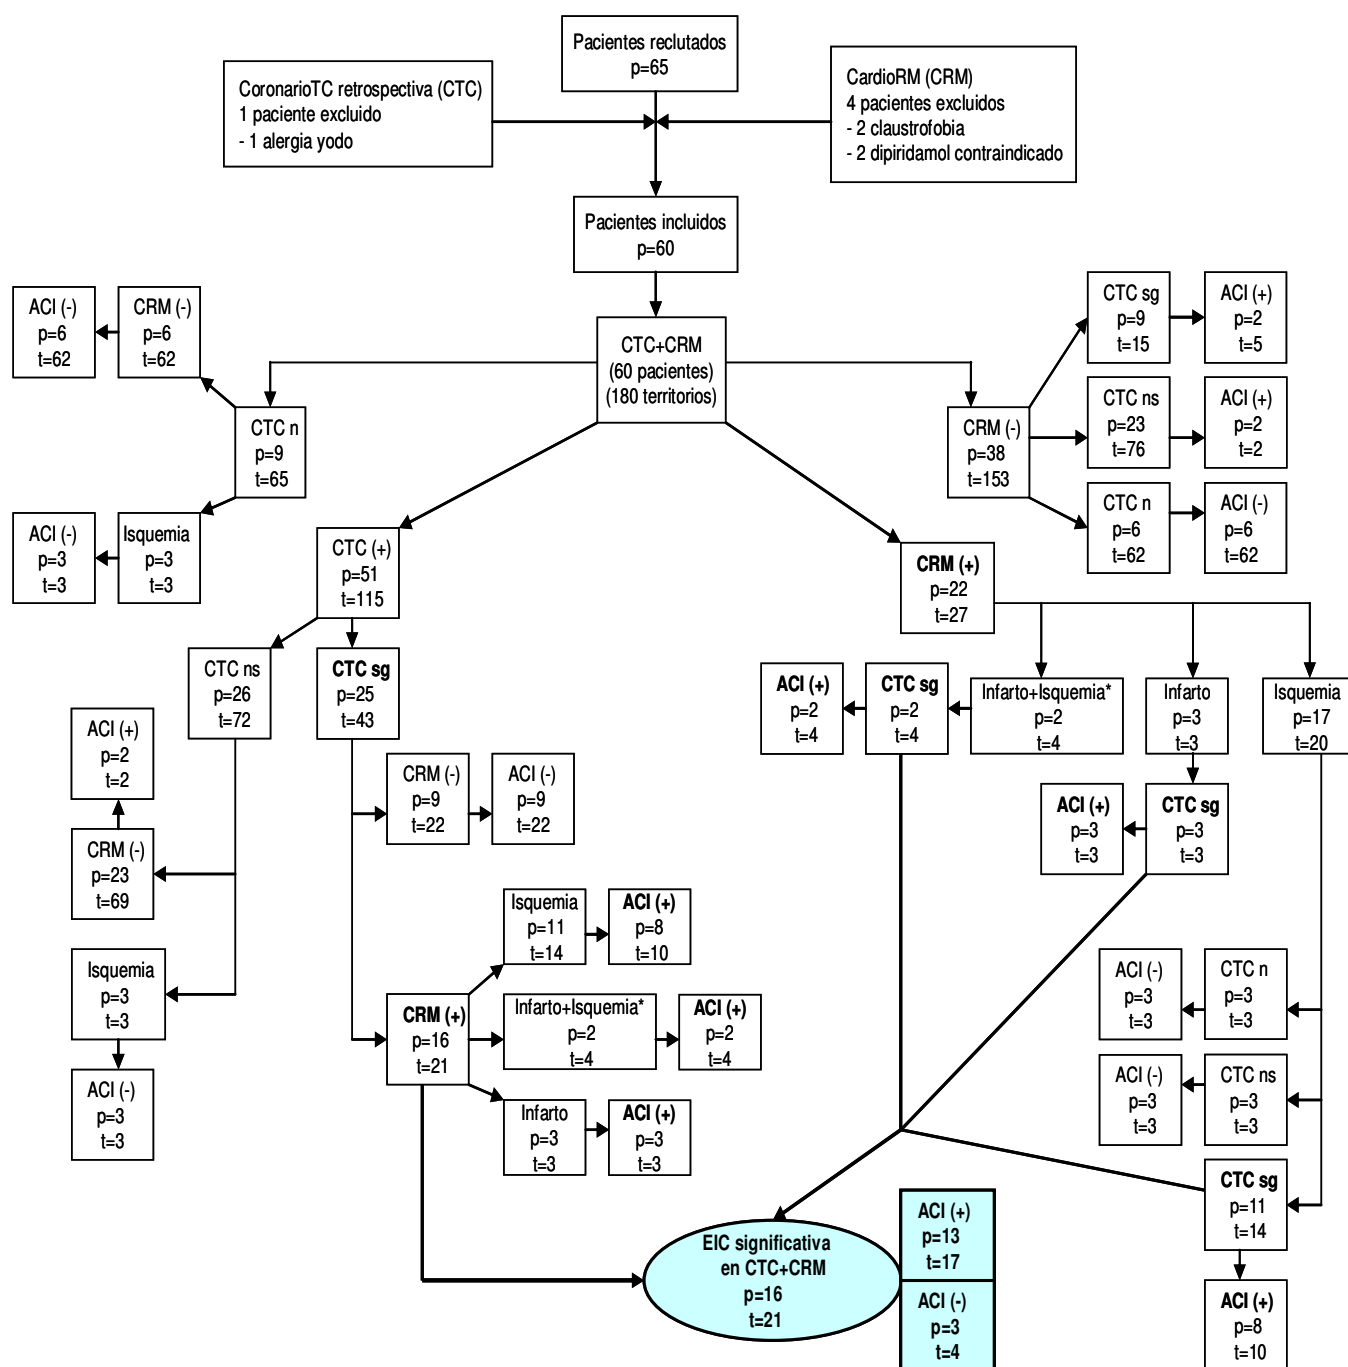 Pacientes reclutados
p=65
CoronarioTC retrospectiva (CTC)
1 paciente excluido
- 1 alergia yodo
CardioRM (CRM)
4 pacientes excluidos
- 2 claustrofobia
- 2 dipiridamol contraindicado
Pacientes incluidos
p=60
CTC+CRM
(60 pacientes)
(180 territorios)
ACI (-)
p=6
t=62
CRM (-)
p=6
t=62
CTC n
p=9
t=65
ACI (-)
p=3
t=3
Isquemia
p=3
t=3
CTC sg
p=9
t=15
ACI (+)
p=2
t=5
CTC ns
p=23
t=76
ACI (+)
p=2
t=2
CRM (-)
p=38
t=153
CTC n
p=6
t=62
ACI (-)
p=6
t=62
CTC (+)
p=51
t=115
CRM (+)
p=22
t=27
CTC ns
p=26
t=72
CTC sg
p=25
t=43
ACI (+)
p=2
t=2
CRM (-)
p=23
t=69
Isquemia
p=3
t=3
ACI (-)
p=3
t=3
CRM (-)
p=9
t=22
ACI (-)
p=9
t=22
Isquemia
p=11
t=14
ACI (+)
p=8
t=10
CRM (+)
p=16
t=21
Infarto+Isquemia*
p=2
t=4
ACI (+)
p=2
t=4
Infarto
p=3
t=3
ACI (+)
p=3
t=3
ACI (+)
p=2
t=4
CTC sg
p=2
t=4
Infarto+Isquemia*
p=2
t=4
Infarto
p=3
t=3
Isquemia
p=17
t=20
ACI (+)
p=3
t=3
CTC sg
p=3
t=3
ACI (-)
p=3
t=3
CTC n
p=3
t=3
ACI (-)
p=3
t=3
CTC ns
p=3
t=3
CTC sg
p=11
t=14
ACI (+)
p=8
t=10
EIC significativa
en CTC+CRM
p=16
t=21
ACI (+)
p=13
t=17
ACI (-)
p=3
t=4